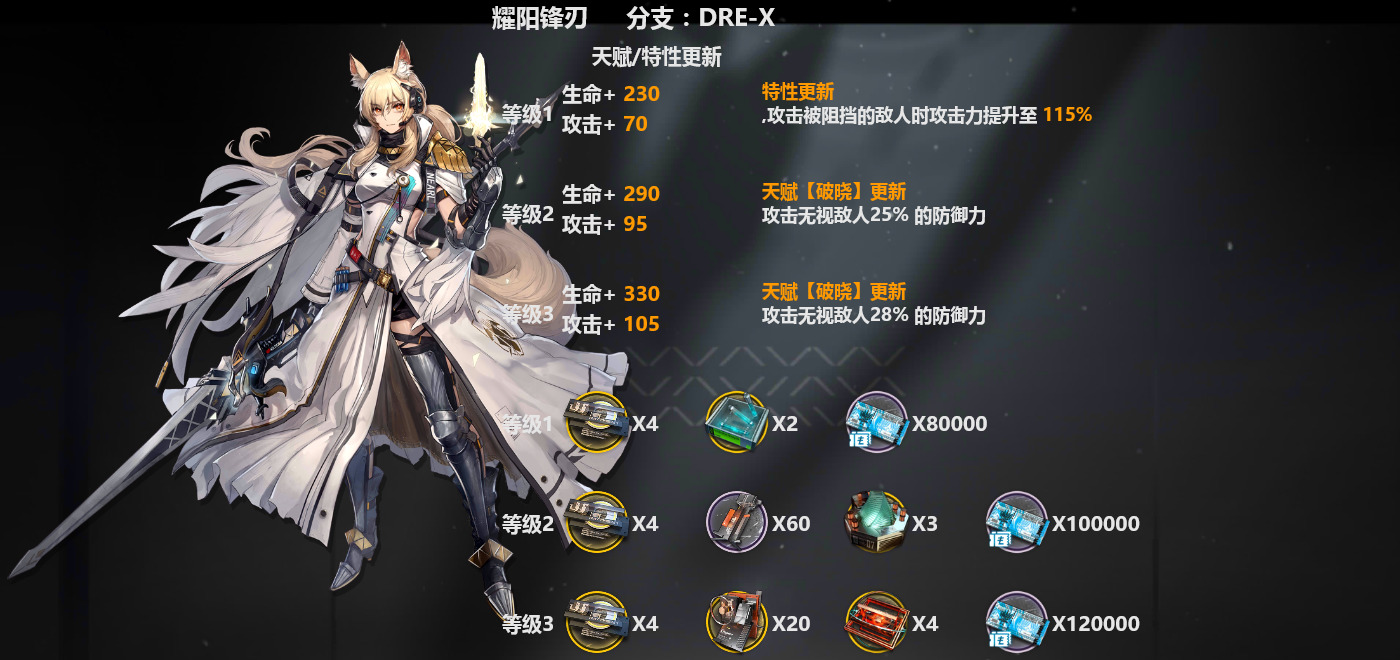 耀阳锋刃 分支：DRE-X
天赋/特性更新
等级1
生命+ 230
攻击+ 70
特性更新
,攻击被阻挡的敌人时攻击力提升至 115%
等级2
生命+ 290
攻击+ 95
天赋【破晓】更新
攻击无视敌人25% 的防御力
等级3
生命+ 330
攻击+ 105
天赋【破晓】更新
攻击无视敌人28% 的防御力
等级1 X4 X2 X80000
等级2 X4 X60 X3 X100000
等级3 X4 X20 X4 X120000
NEARL